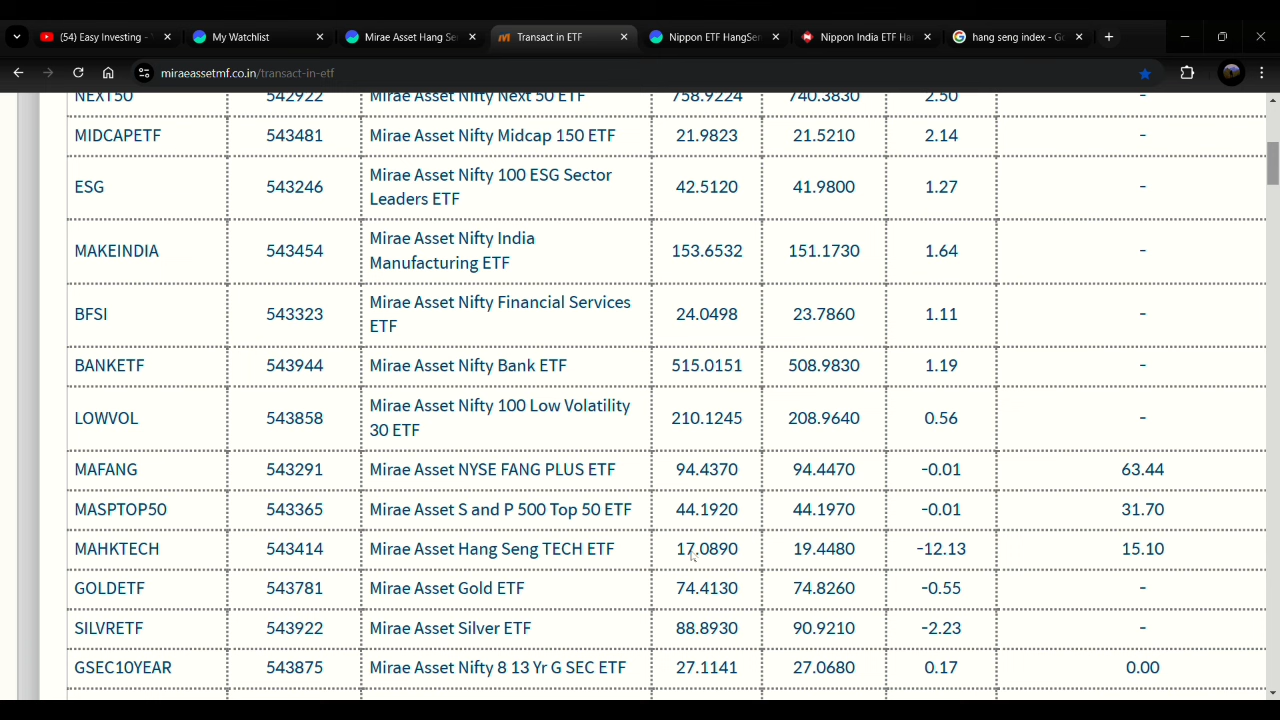 (54) Easy Investing -
My Watchlist
Mirae Asset Hang Se
Transact in ETF
Nippon ETF HangSe
Nippon India ETF Ha
hang seng index - G
miraeassetmf.co.in/transact-in-etf
NEXT50 542922 Mirae Asset Nifty Next 50 ETF 758.9224 740.3830 2.50 -
MIDCAPETF 543481 Mirae Asset Nifty Midcap 150 ETF 21.9823 21.5210 2.14 -
ESG 543246 Mirae Asset Nifty 100 ESG Sector Leaders ETF 42.5120 41.9800 1.27 -
MAKEINDIA 543454 Mirae Asset Nifty India Manufacturing ETF 153.6532 151.1730 1.64 -
BFSI 543323 Mirae Asset Nifty Financial Services ETF 24.0498 23.7860 1.11 -
BANKETF 543944 Mirae Asset Nifty Bank ETF 515.0151 508.9830 1.19 -
LOWVOL 543858 Mirae Asset Nifty 100 Low Volatility 30 ETF 210.1245 208.9640 0.56 -
MAFANG 543291 Mirae Asset NYSE FANG PLUS ETF 94.4370 94.4470 -0.01 63.44
MASPTOP50 543365 Mirae Asset S and P 500 Top 50 ETF 44.1920 44.1970 -0.01 31.70
MAHKTECH 543414 Mirae Asset Hang Seng TECH ETF 17.0890 19.4480 -12.13 15.10
GOLDETF 543781 Mirae Asset Gold ETF 74.4130 74.8260 -0.55 -
SILVRETF 543922 Mirae Asset Silver ETF 88.8930 90.9210 -2.23 -
GSEC10YEAR 543875 Mirae Asset Nifty 8 13 Yr G SEC ETF 27.1141 27.0680 0.17 0.00